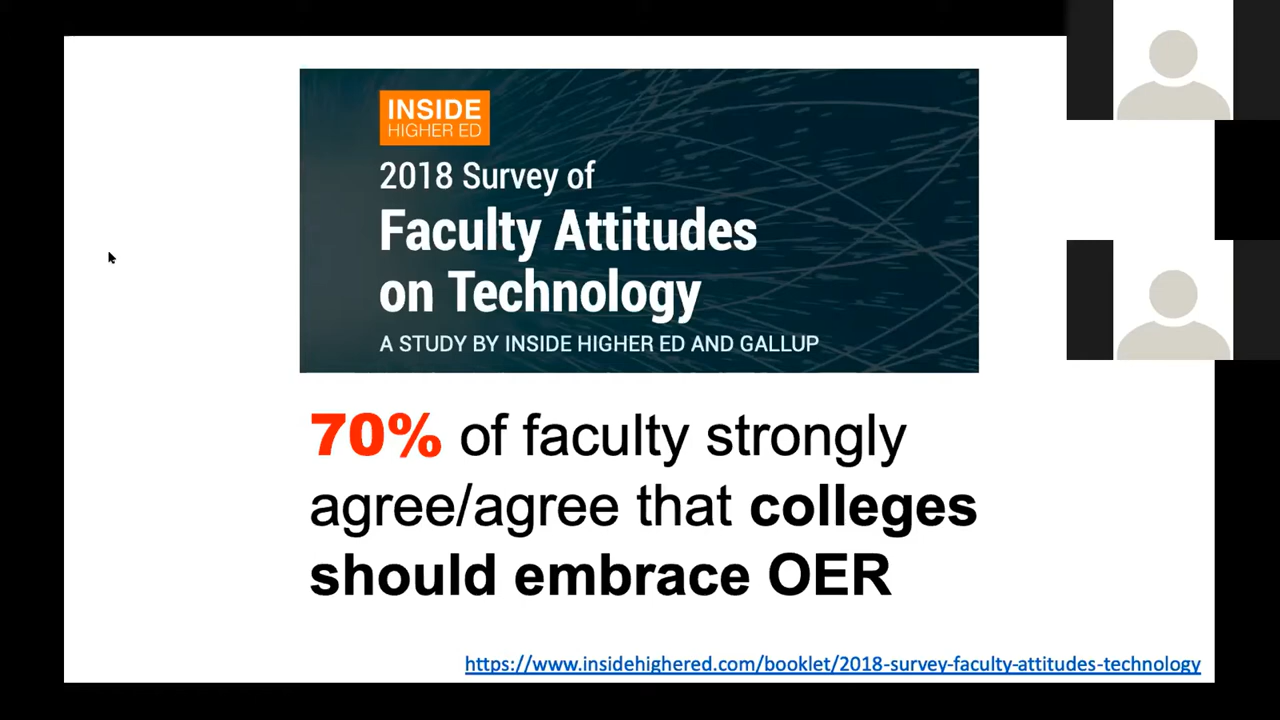 INSIDE
HIGHER ED
2018 Survey of
Faculty Attitudes
on Technology
A STUDY BY INSIDE HIGHER ED AND GALLUP
70% of faculty strongly
agree/agree that colleges
should embrace OER
https://www.insidehighered.com/booklet/2018-survey-faculty-attitudes-technology